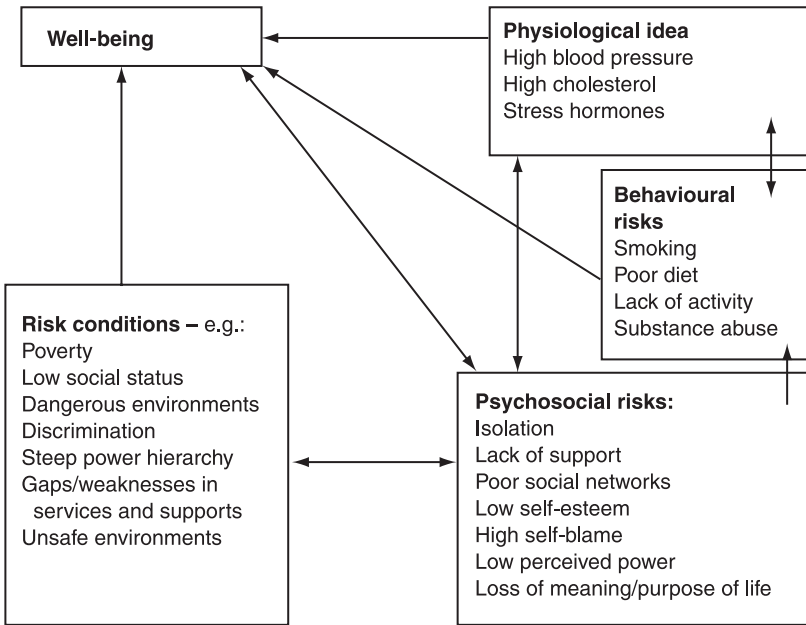 Well-being
Physiological idea
High blood pressure
High cholesterol
Stress hormones
Behavioural
risks
Smoking
Poor diet
Lack of activity
Substance abuse
Risk conditions – e.g.:
Poverty
Low social status
Dangerous environments
Discrimination
Steep power hierarchy
Gaps/weaknesses in
services and supports
Unsafe environments
Psychosocial risks:
Isolation
Lack of support
Poor social networks
Low self-esteem
High self-blame
Low perceived power
Loss of meaning/purpose of life